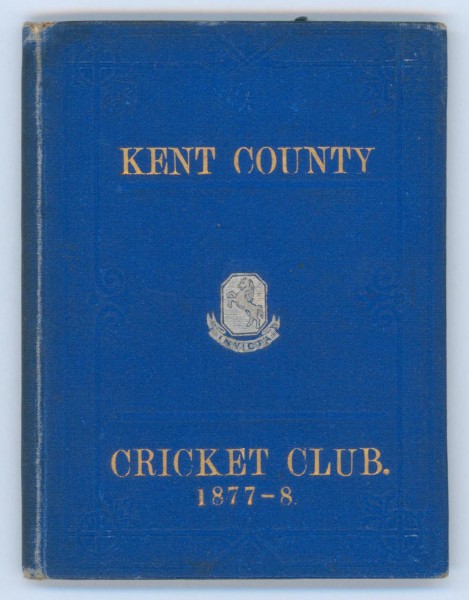 KENT COUNTY
INVICTA
CRICKET CLUB.
1877-8.